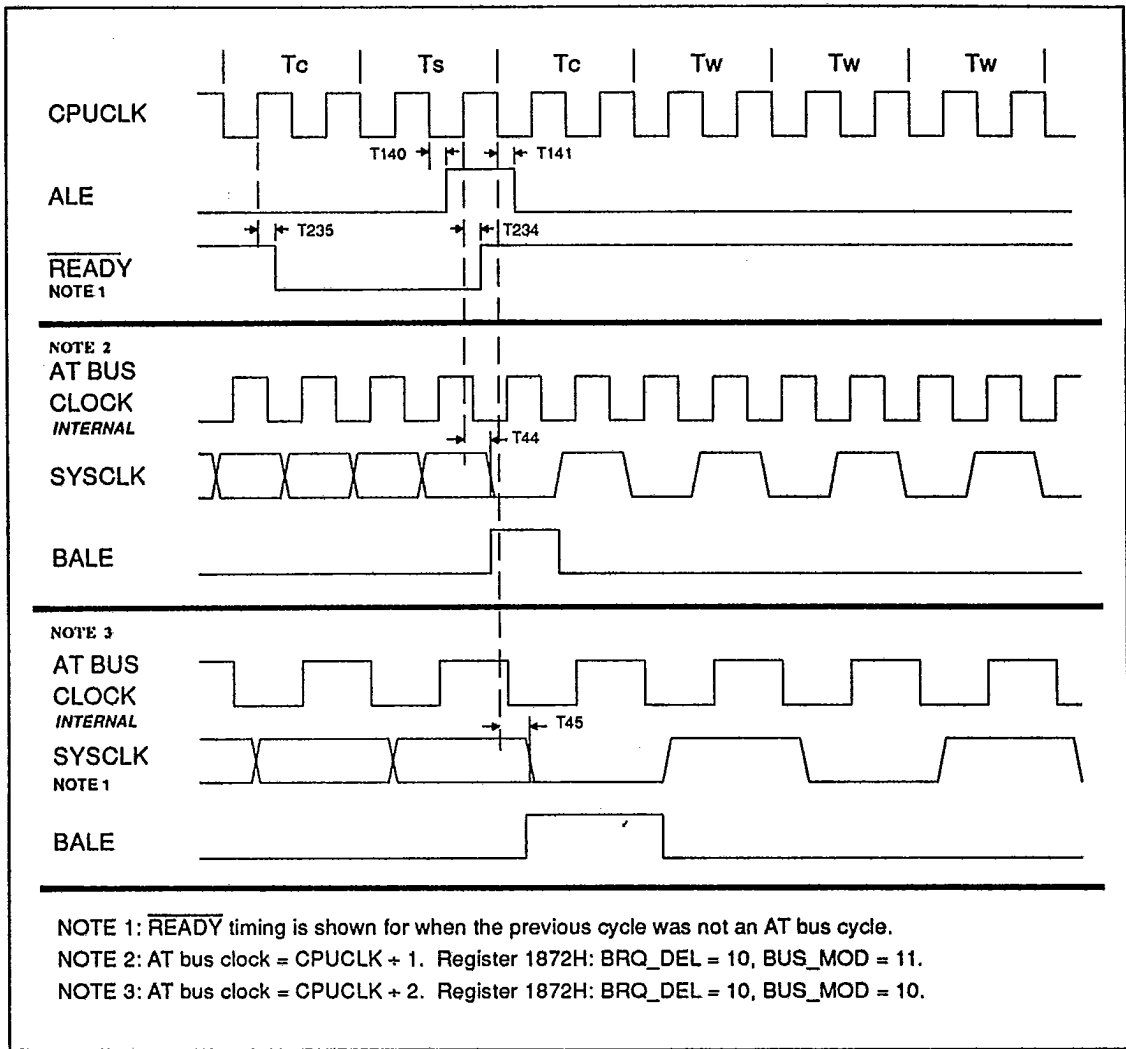 Tc Ts Tc Tw Tw Tw
CPUCLK
T140 T141
ALE
T235 T234
READY
NOTE 1
NOTE 2
AT BUS
CLOCK
INTERNAL
T44
SYSCLK
BALE
NOTE 3
AT BUS
CLOCK
INTERNAL
T45
SYSCLK
NOTE 1
BALE
NOTE 1: READY timing is shown for when the previous cycle was not an AT bus cycle.
NOTE 2: AT bus clock = CPUCLK ÷ 1. Register 1872H: BRQ_DEL = 10, BUS_MOD = 11.
NOTE 3: AT bus clock = CPUCLK ÷ 2. Register 1872H: BRQ_DEL = 10, BUS_MOD = 10.